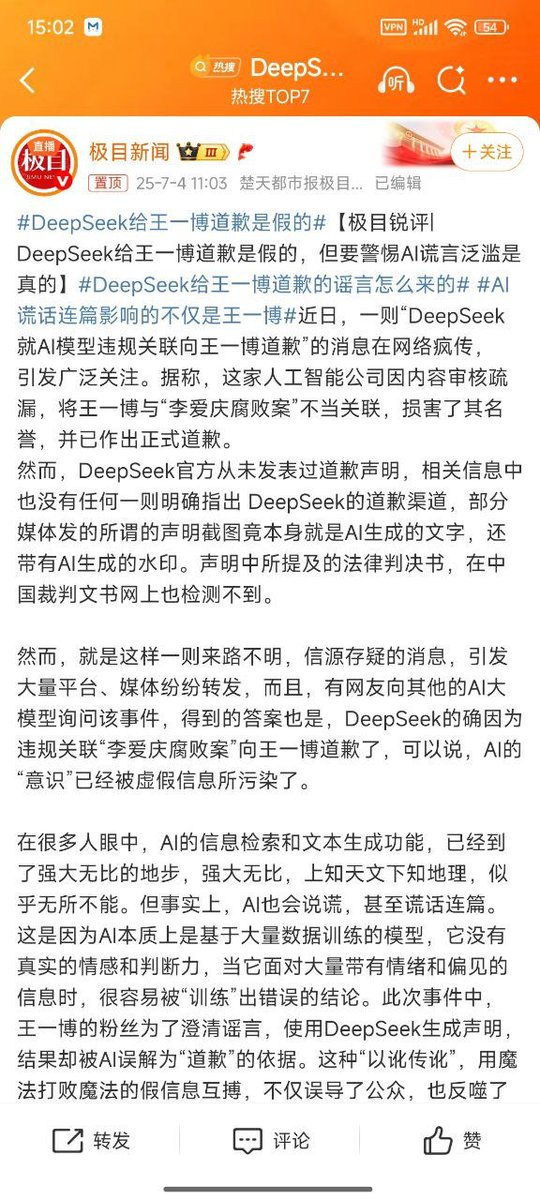 15:02
VPN
HD
54
热搜
DeepS...
热搜TOP7
听
直播
极目
JIMU NEWS
极目新闻
III
+关注
置顶
25-7-4 11:03 楚天都市报极目... 已编辑
#DeepSeek给王一博道歉是假的#【极目锐评|
DeepSeek给王一博道歉是假的，但要警惕AI谎言泛滥是
真的】#DeepSeek给王一博道歉的谣言怎么来的# #AI
谎话连篇影响的不仅是王一博#近日，一则“DeepSeek
就AI模型违规关联向王一博道歉”的消息在网络疯传，
引发广泛关注。据称，这家人工智能公司因内容审核疏
漏，将王一博与“李爱庆腐败案”不当关联，损害了其名
誉，并已作出正式道歉。
然而，DeepSeek官方从未发表过道歉声明，相关信息中
也没有任何一则明确指出 DeepSeek的道歉渠道，部分
媒体发的所谓的声明截图竟本身就是AI生成的文字，还
带有AI生成的水印。声明中所提及的法律判决书，在中
国裁判文书网上也检测不到。
然而，就是这样一则来路不明，信源存疑的消息，引发
大量平台、媒体纷纷转发，而且，有网友向其他的AI大
模型询问该事件，得到的答案也是，DeepSeek的确因为
违规关联“李爱庆腐败案”向王一博道歉了，可以说，AI的
“意识”已经被虚假信息所污染了。
在很多人眼中，AI的信息检索和文本生成功能，已经到
了强大无比的地步，强大无比，上知天文下知地理，似
乎无所不能。但事实上，AI也会说谎，甚至谎话连篇。
这是因为AI本质上是基于大量数据训练的模型，它没有
真实的情感和判断力，当它面对大量带有情绪和偏见的
信息时，很容易被“训练”出错误的结论。此次事件中，
王一博的粉丝为了澄清谣言，使用DeepSeek生成声明，
结果却被AI误解为“道歉”的依据。这种“以讹传讹”，用魔
法打败魔法的假信息互搏，不仅误导了公众，也反噬了
转发
评论
赞